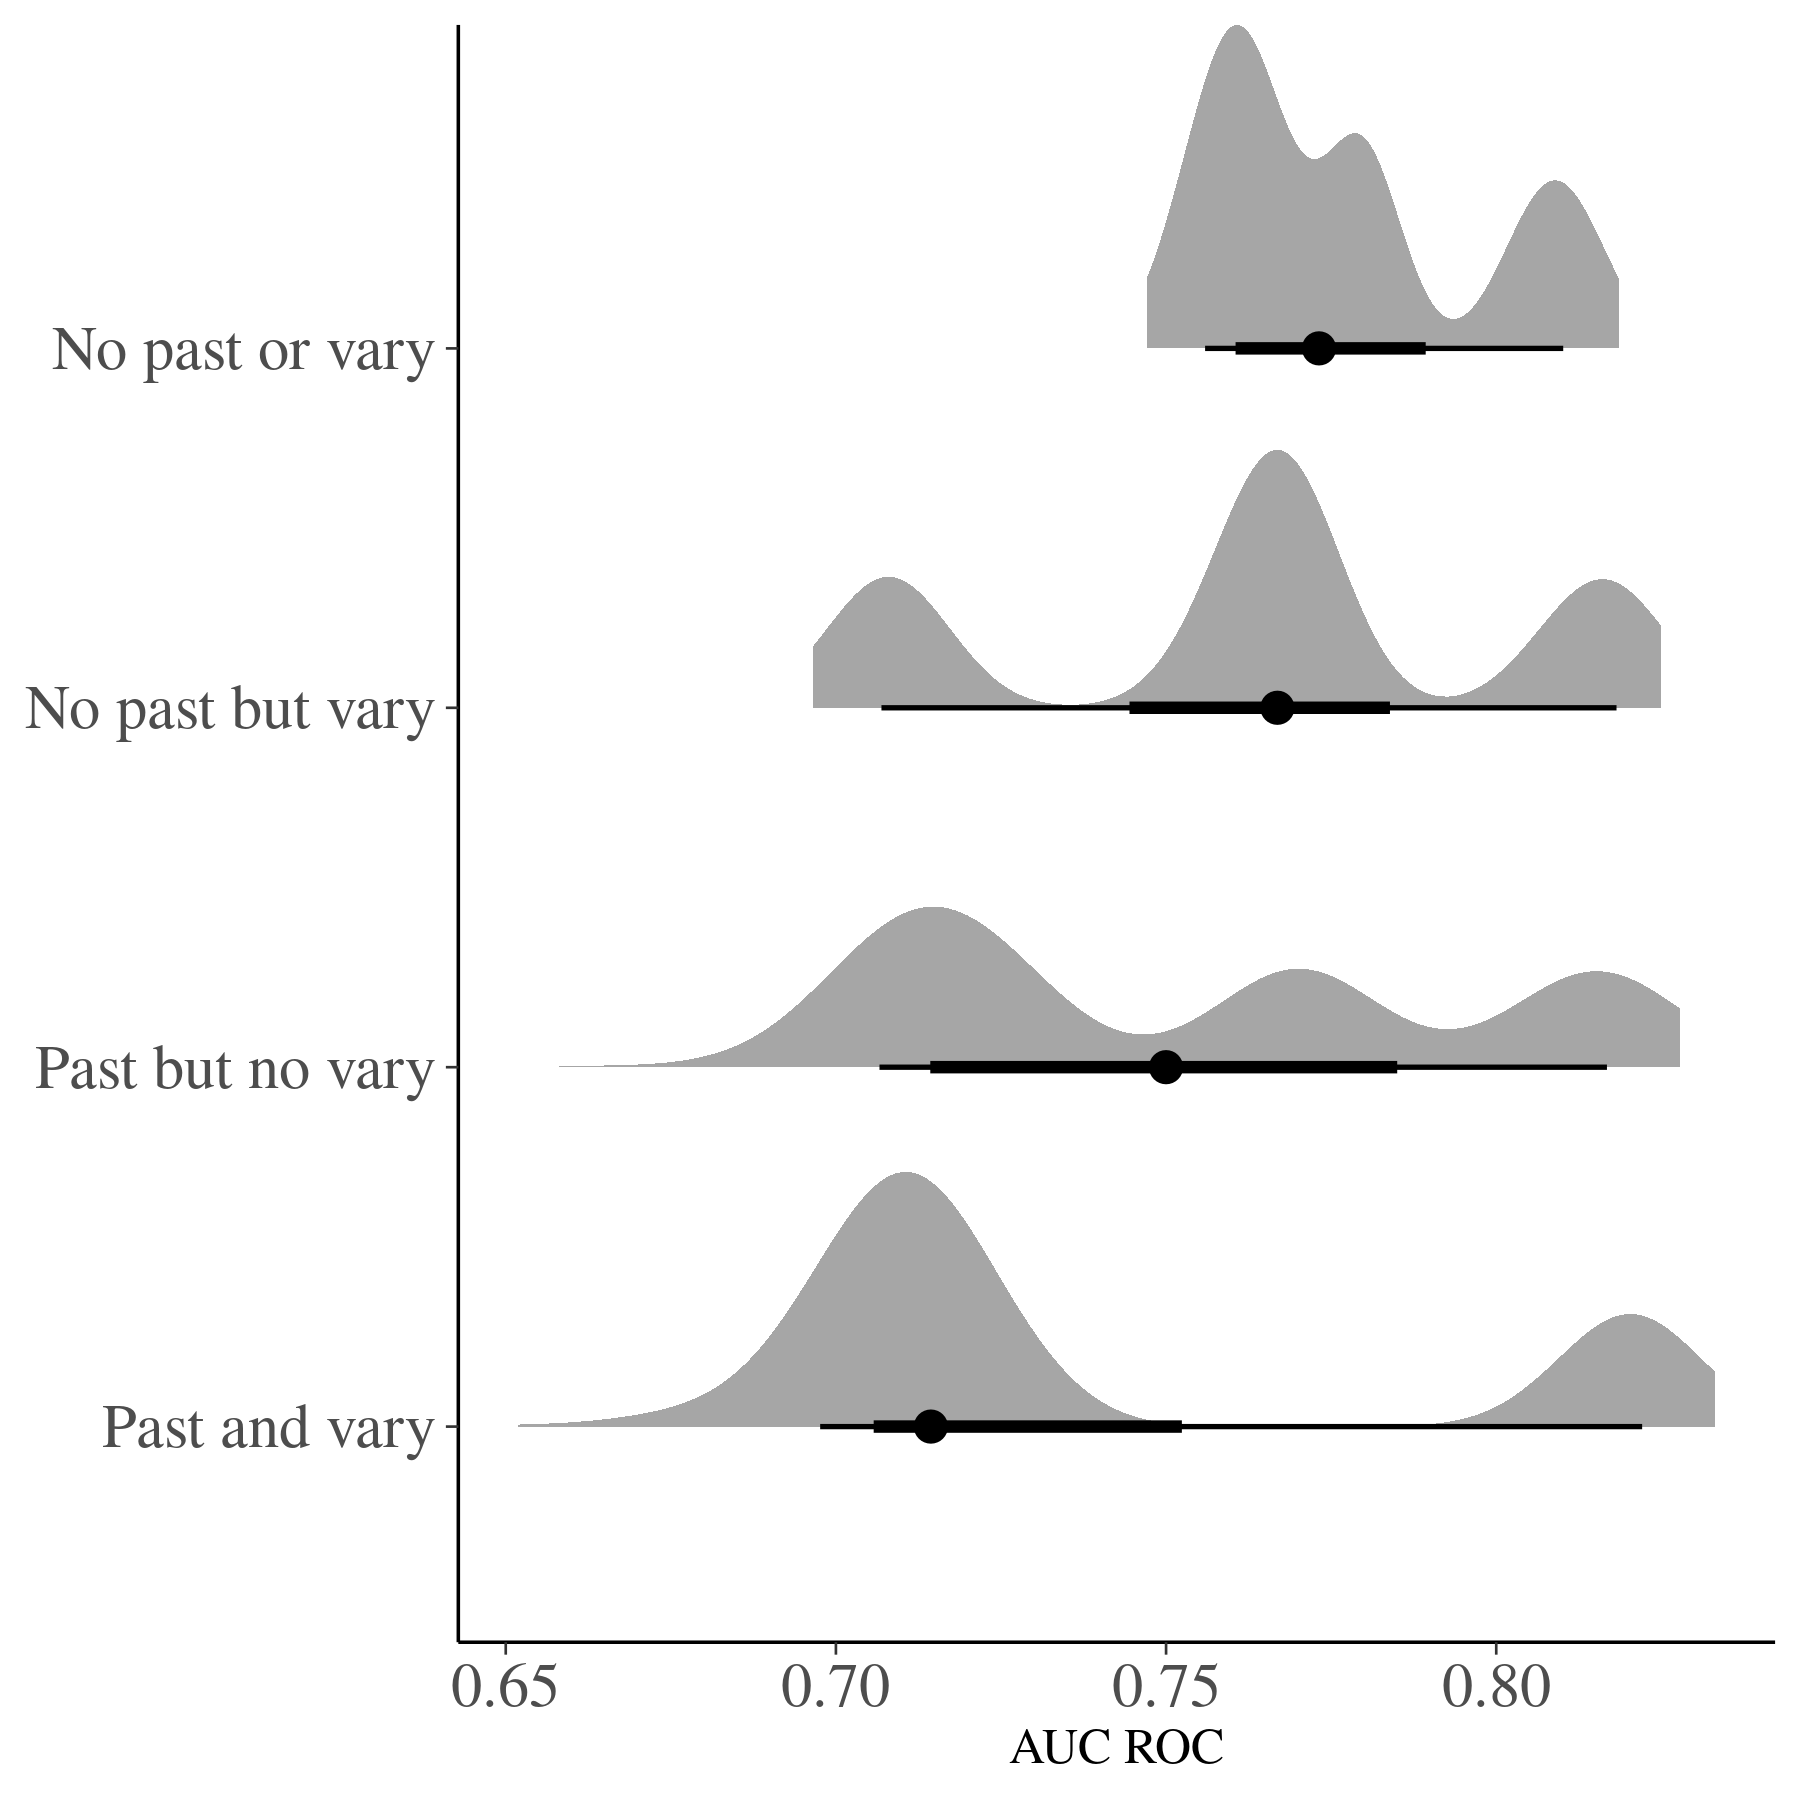 No past or vary
No past but vary
Past but no vary
Past and vary
0.65 0.70 0.75 0.80
AUC ROC